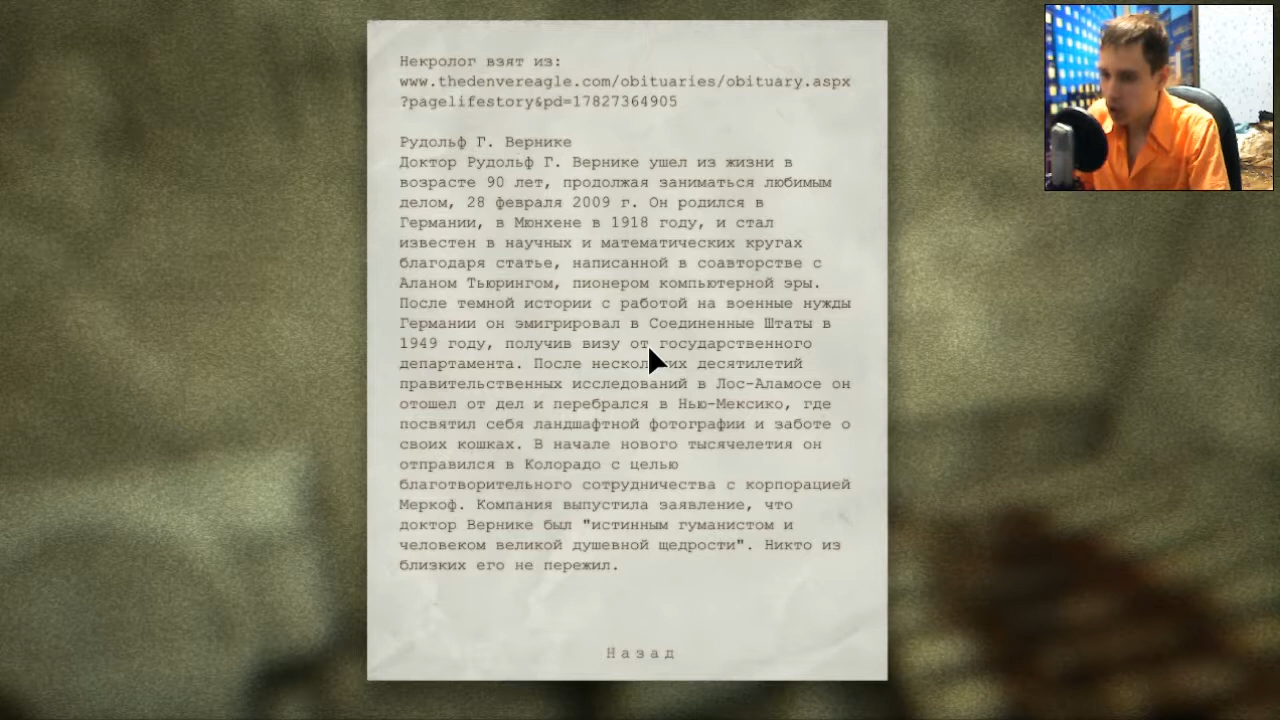 Некролог взят из:
www.thedenvereagle.com/obituaries/obituary.aspx
?pagelifestory&pd=17827364905
Рудольф Г. Вернике
Доктор Рудольф Г. Вернике ушел из жизни в
возрасте 90 лет, продолжая заниматься любимым
делом, 28 февраля 2009 г. Он родился в
Германии, в Мюнхене в 1918 году, и стал
известен в научных и математических кругах
благодаря статье, написанной в соавторстве с
Аланом Тьюрингом, пионером компьютерной эры.
После темной истории с работой на военные нужды
Германии он эмигрировал в Соединенные Штаты в
1949 году, получив визу от государственного
департамента. После нескольких десятилетий
правительственных исследований в Лос-Аламосе он
отошел от дел и перебрался в Нью-Мексико, где
посвятил себя ландшафтной фотографии и заботе о
своих кошках. В начале нового тысячелетия он
отправился в Колорадо с целью
благотворительного сотрудничества с корпорацией
Меркоф. Компания выпустила заявление, что
доктор Вернике был "истинным гуманистом и
человеком великой душевной щедрости". Никто из
близких его не пережил.
Назад